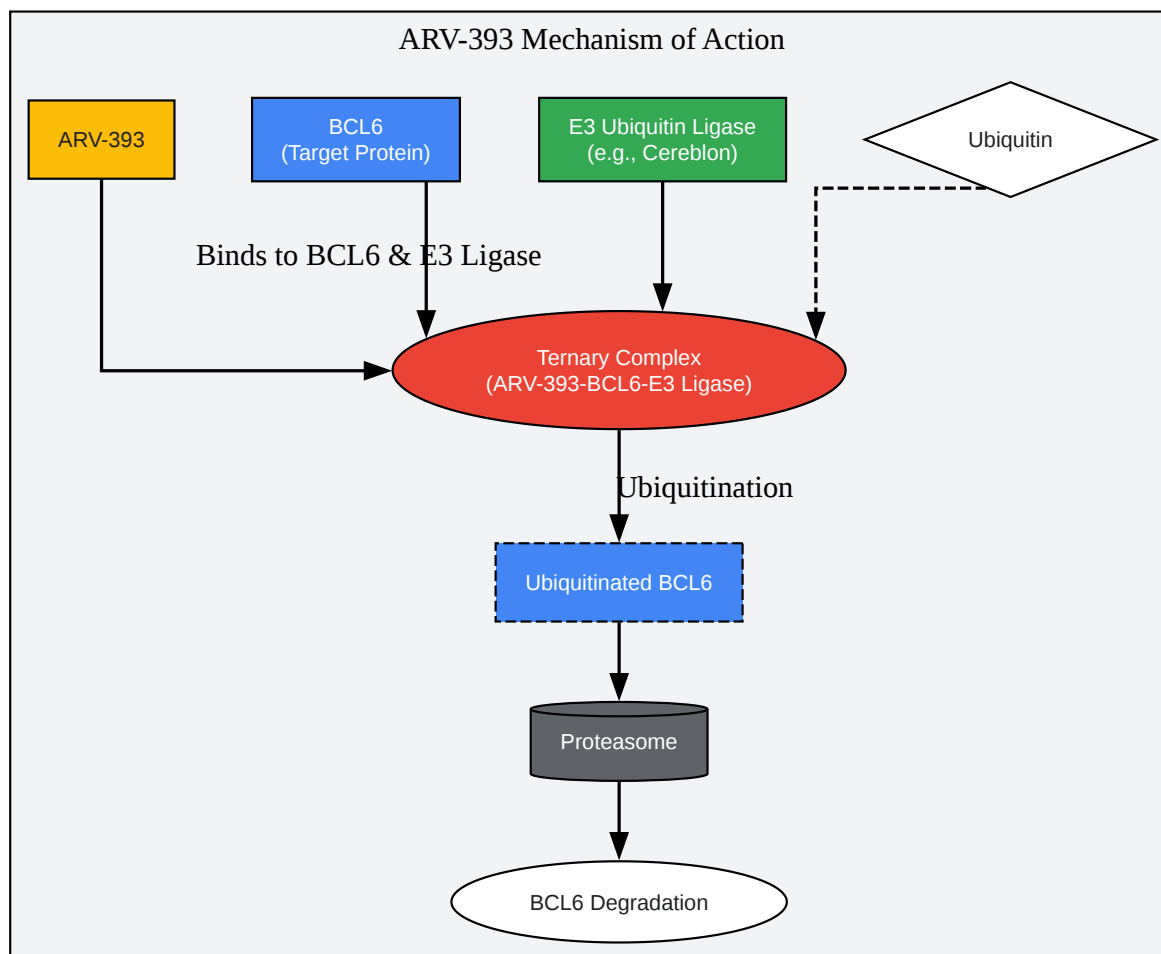 ARV-393 Mechanism of Action
ARV-393
BCL6
(Target Protein)
E3 Ubiquitin Ligase
(e.g., Cereblon)
Ubiquitin
Binds to BCL6 & E3 Ligase
Ternary Complex
(ARV-393-BCL6-E3 Ligase)
Ubiquitination
Ubiquitinated BCL6
Proteasome
BCL6 Degradation